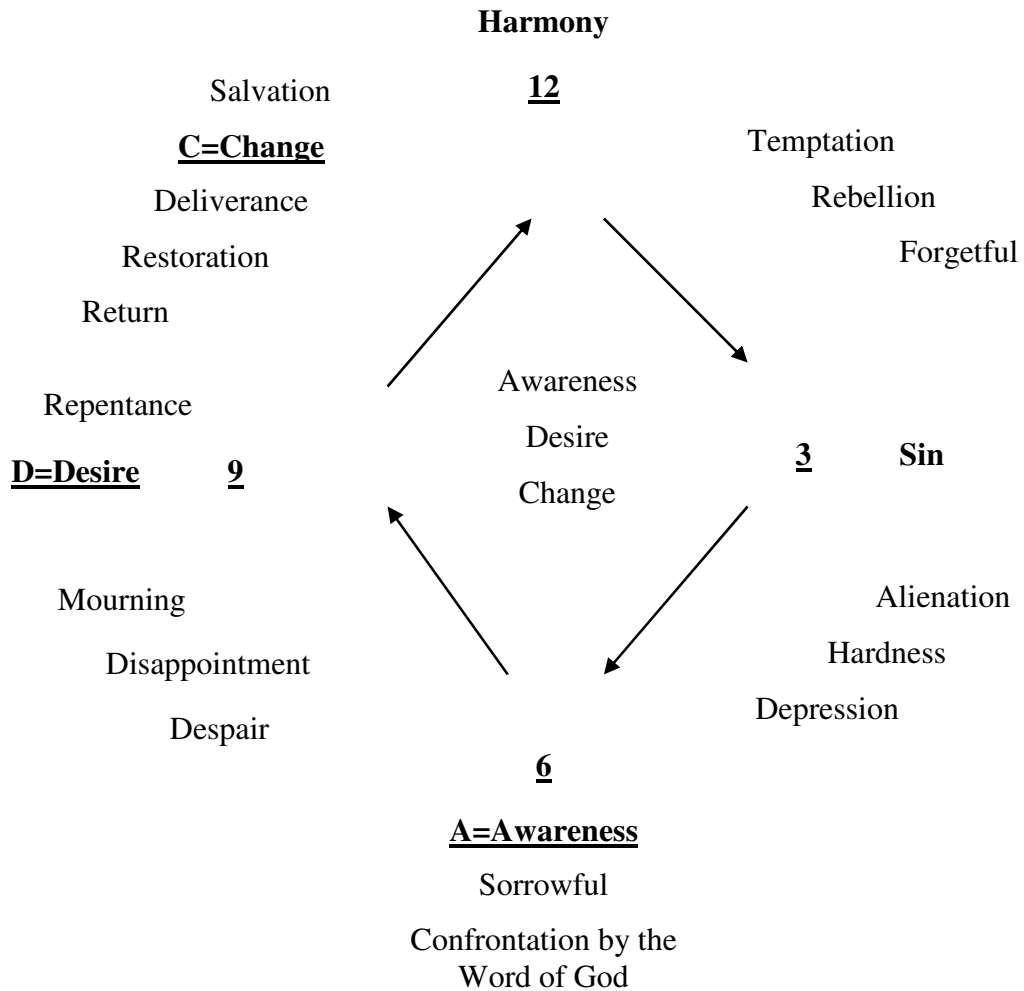 Harmony
12
Salvation
C=Change
Deliverance
Restoration
Return
Temptation
Rebellion
Forgetful
Repentance
D=Desire 9
Awareness
Desire
Change
3 Sin
Mourning
Disappointment
Despair
Alienation
Hardness
Depression
6
A=Awareness
Sorrowful
Confrontation by the
Word of God